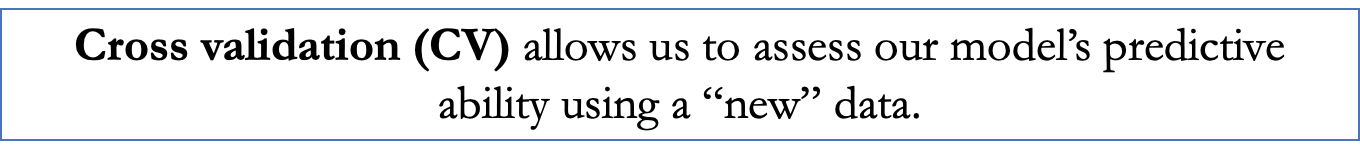 Cross validation (CV) allows us to assess our model’s predictive
ability using a “new” data.